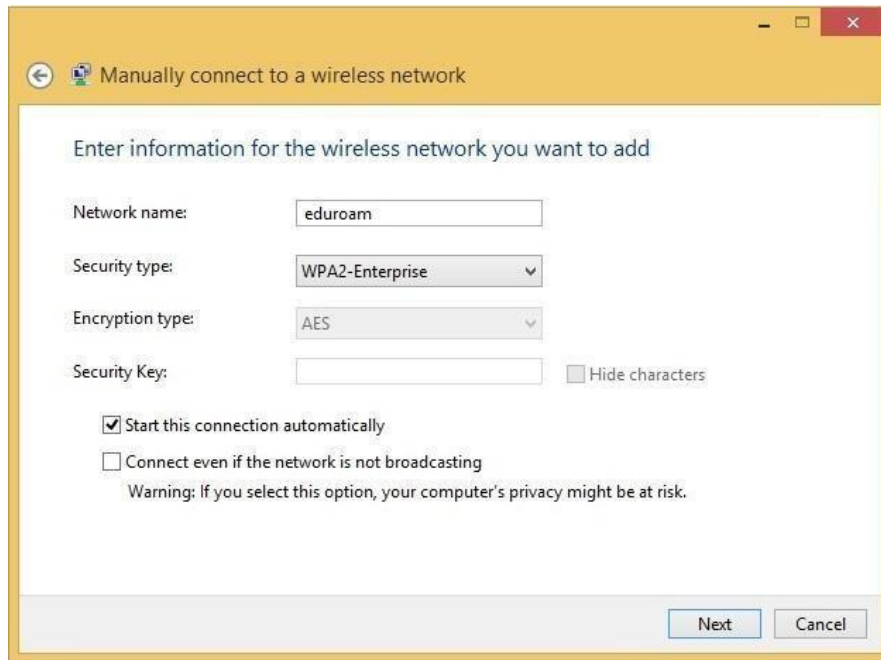 Manually connect to a wireless network
Enter information for the wireless network you want to add
Network name: eduroam
Security type: WPA2-Enterprise
Encryption type: AES
Security Key: Hide characters
Start this connection automatically
Connect even if the network is not broadcasting
Warning: If you select this option, your computer's privacy might be at risk.
Next Cancel